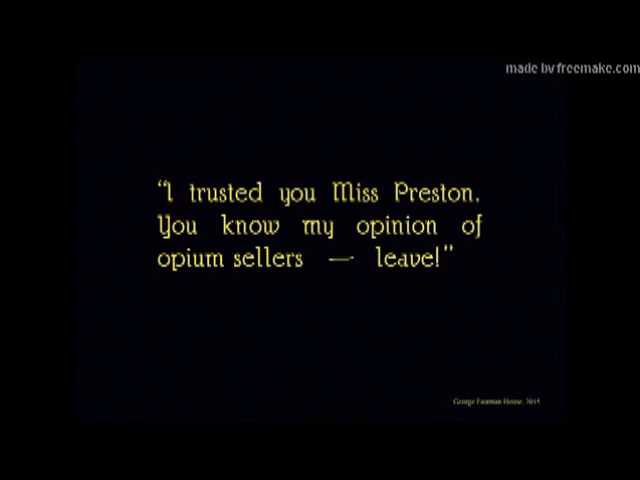 made by freemake.com
“I trusted you Miss Preston.
You know my opinion of
opium sellers — leave!”
George Eastman House, 2015